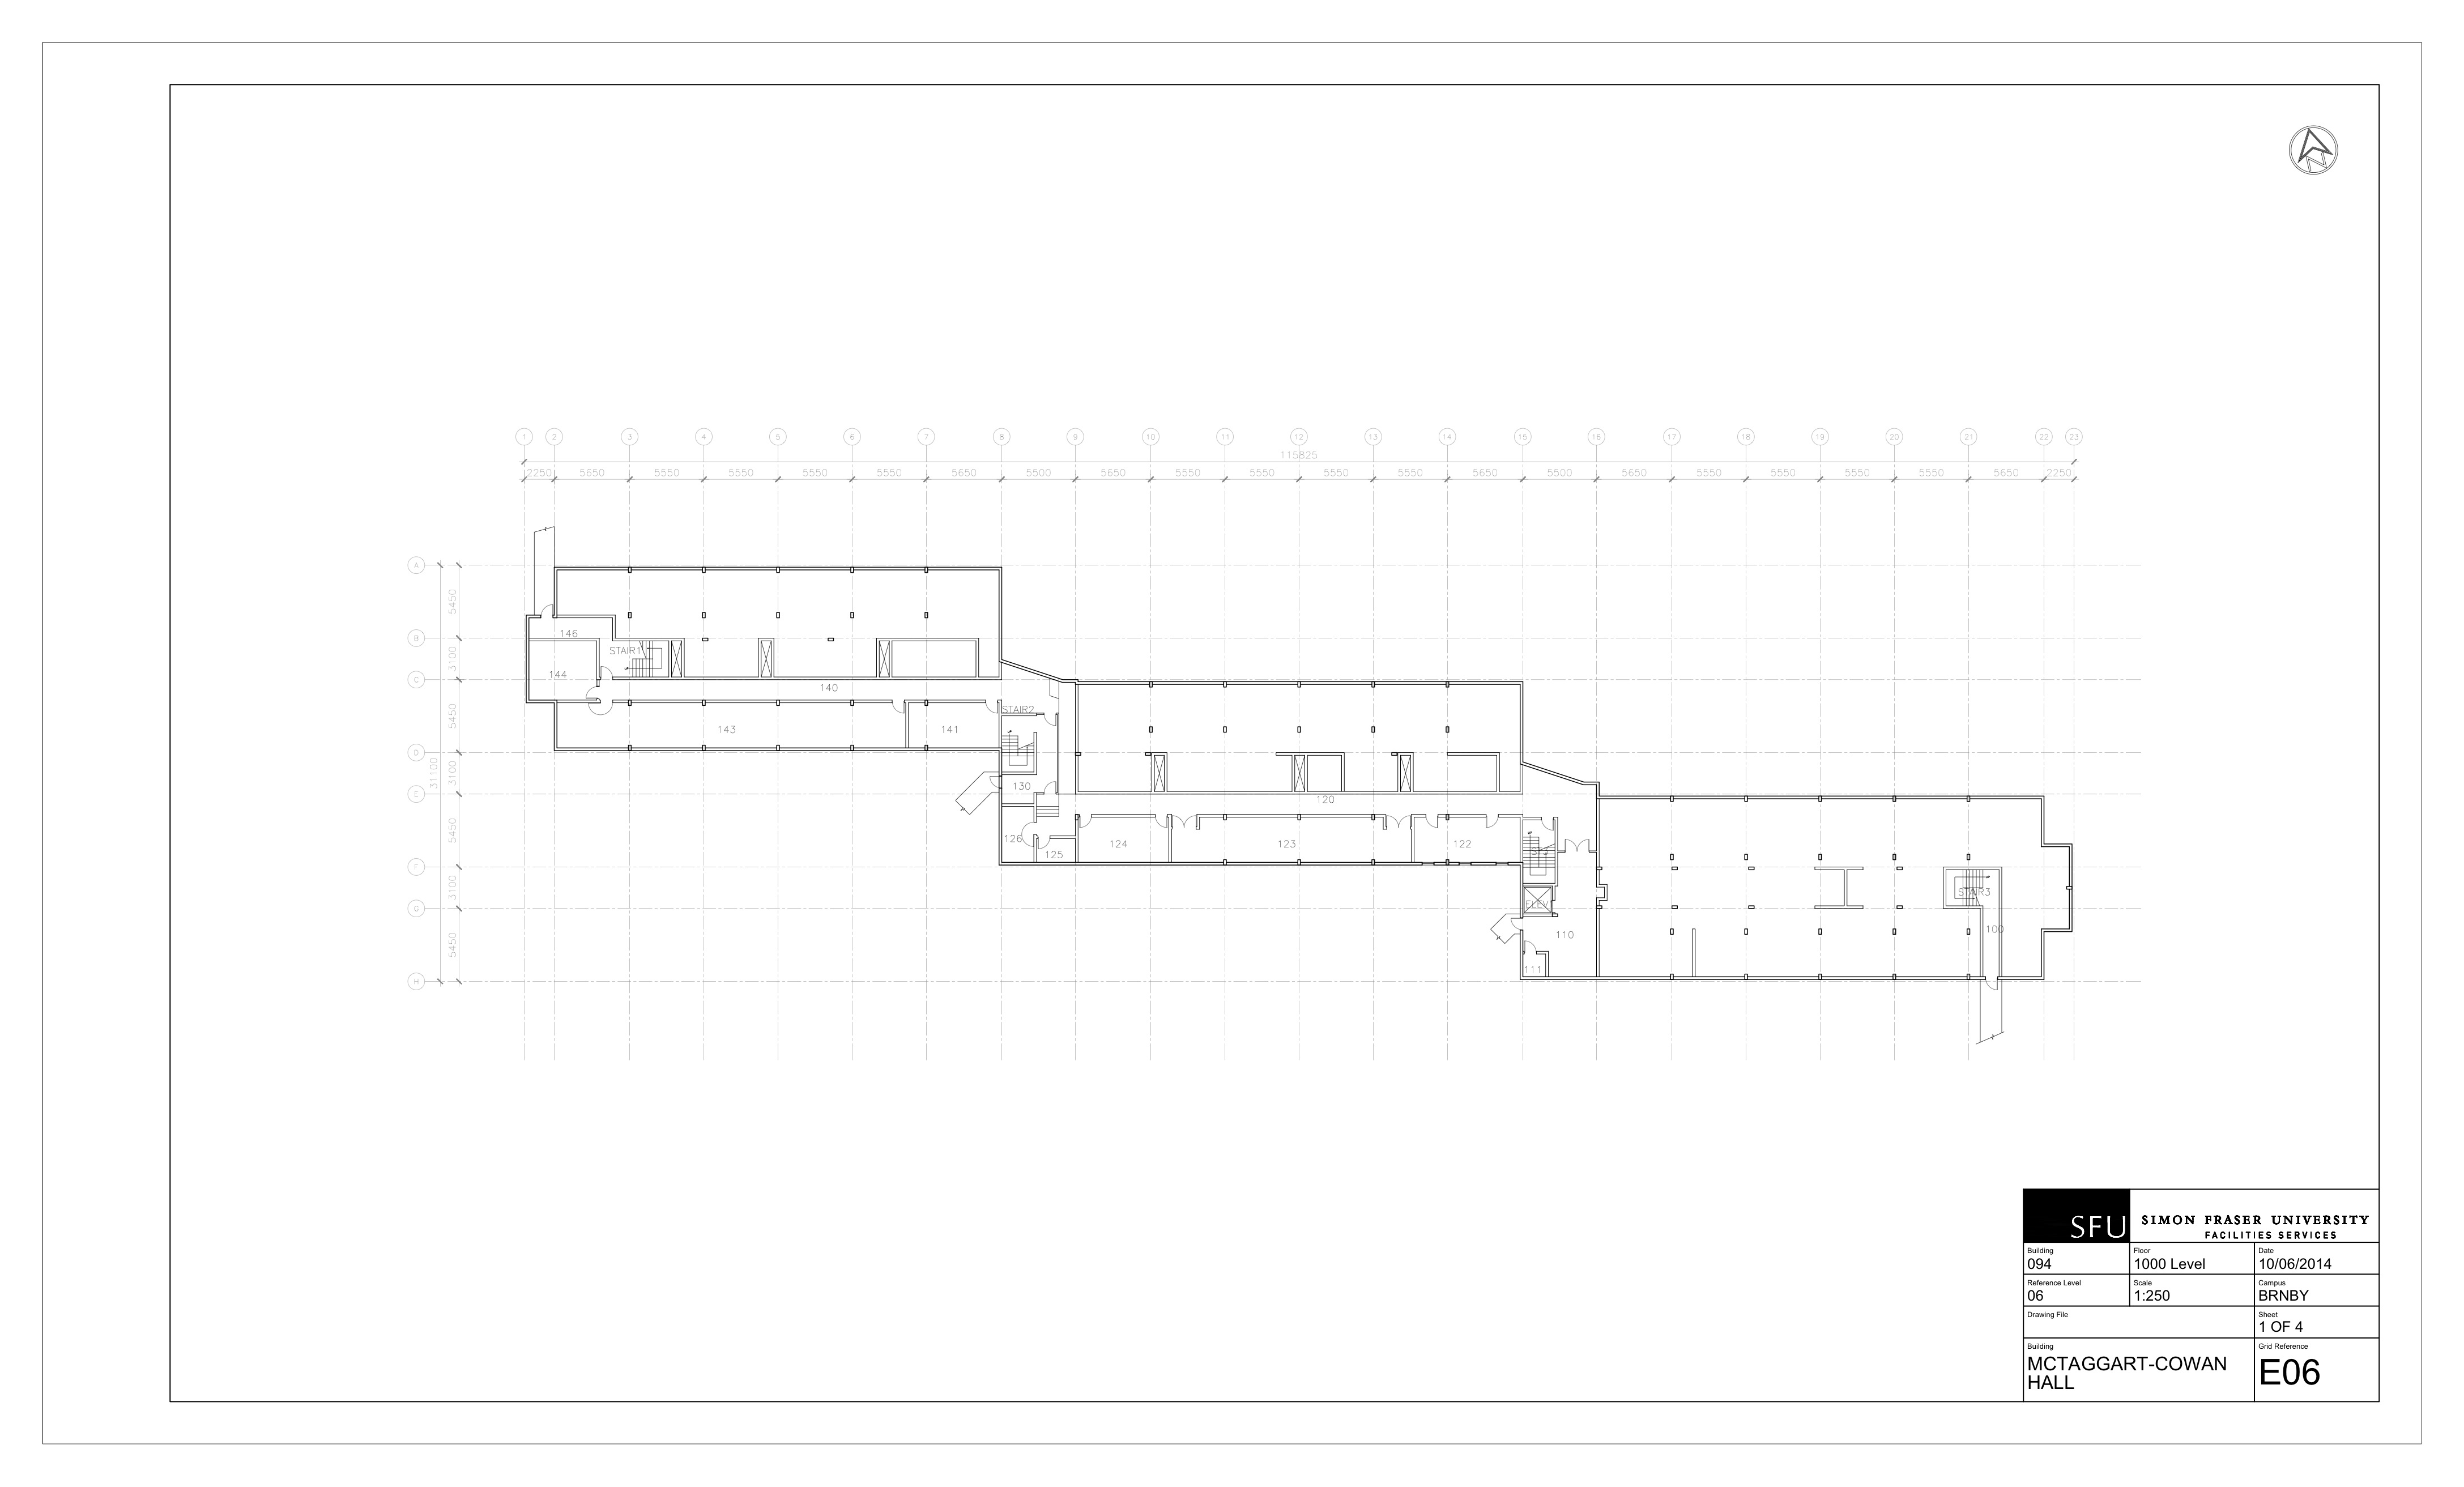 1 2 3 4 5 6 7 8 9 10 11 12 13 14 15 16 17 18 19 20 21 22 23
115825
2250 5650 5550 5550 5550 5550 5650 5500 5650 5550 5550 5550 5550 5650 5500 5650 5550 5550 5550 5550 5650 2250
A
5450
B
3100
C
5450
D
3100
31100
E
5450
F
3100
G
5450
H
146
STAIR1
144
140
143
141
STAIR2
130
120
126
125
124
123
122
ELEV
110
111
STAIR3
100
SFU
SIMON FRASER UNIVERSITY
FACILITIES SERVICES
Building
094
Floor
1000 Level
Date
10/06/2014
Reference Level
06
Scale
1:250
Campus
BRNBY
Drawing File
Sheet
1 OF 4
Building
MCTAGGART-COWAN
HALL
Grid Reference
E06